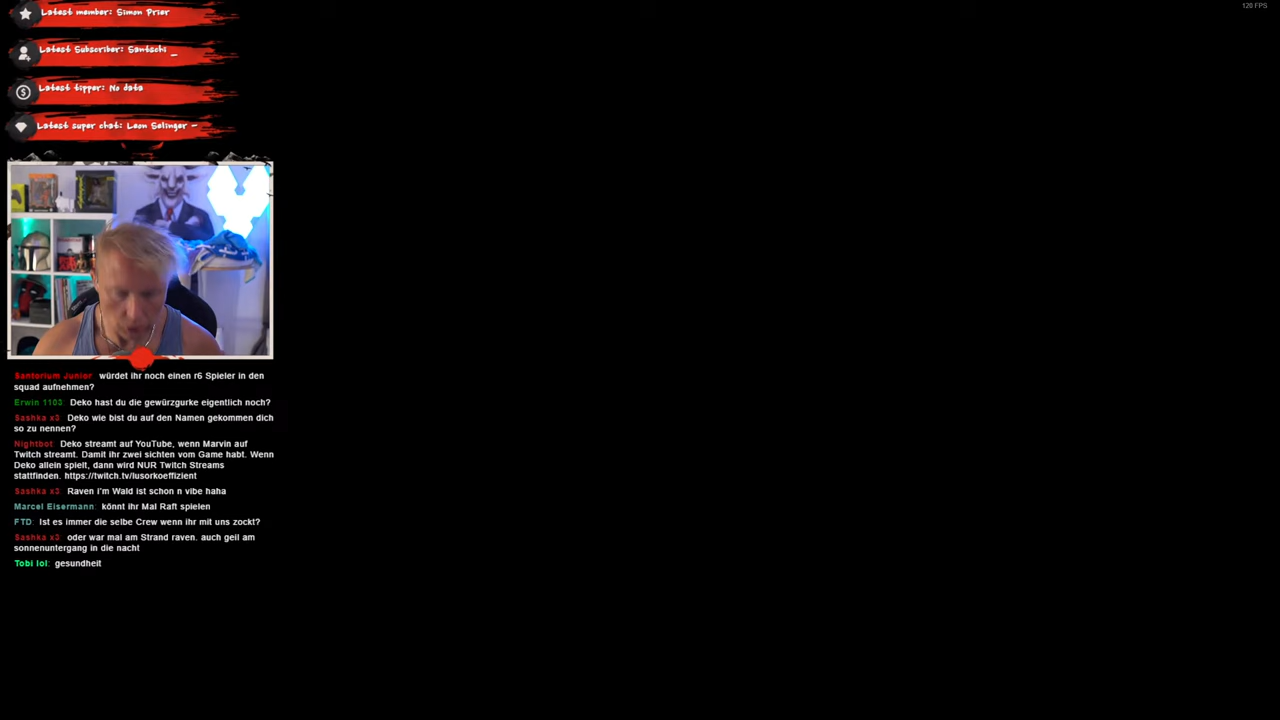 120 FPS
Latest member: Simon Prier
Latest Subscriber: Santschi _
Latest tipper: No data
Latest super chat: Leon Selinger -
Santorium Junior: würdet ihr noch einen r6 Spieler in den
squad aufnehmen?
Erwin 1103: Deko hast du die gewürzgurke eigentlich noch?
Sashka x3: Deko wie bist du auf den Namen gekommen dich
so zu nennen?
Nightbot: Deko streamt auf YouTube, wenn Marvin auf
Twitch streamt. Damit ihr zwei sichten vom Game habt. Wenn
Deko allein spielt, dann wird NUR Twitch Streams
stattfinden. https://twitch.tv/lusorkoeffizient
Sashka x3: Raven I'm Wald ist schon n vibe haha
Marcel Eisermann: könnt ihr Mal Raft spielen
FTD: Ist es immer die selbe Crew wenn ihr mit uns zockt?
Sashka x3: oder war mal am Strand raven. auch geil am
sonnenuntergang in die nacht
Tobi lol: gesundheit